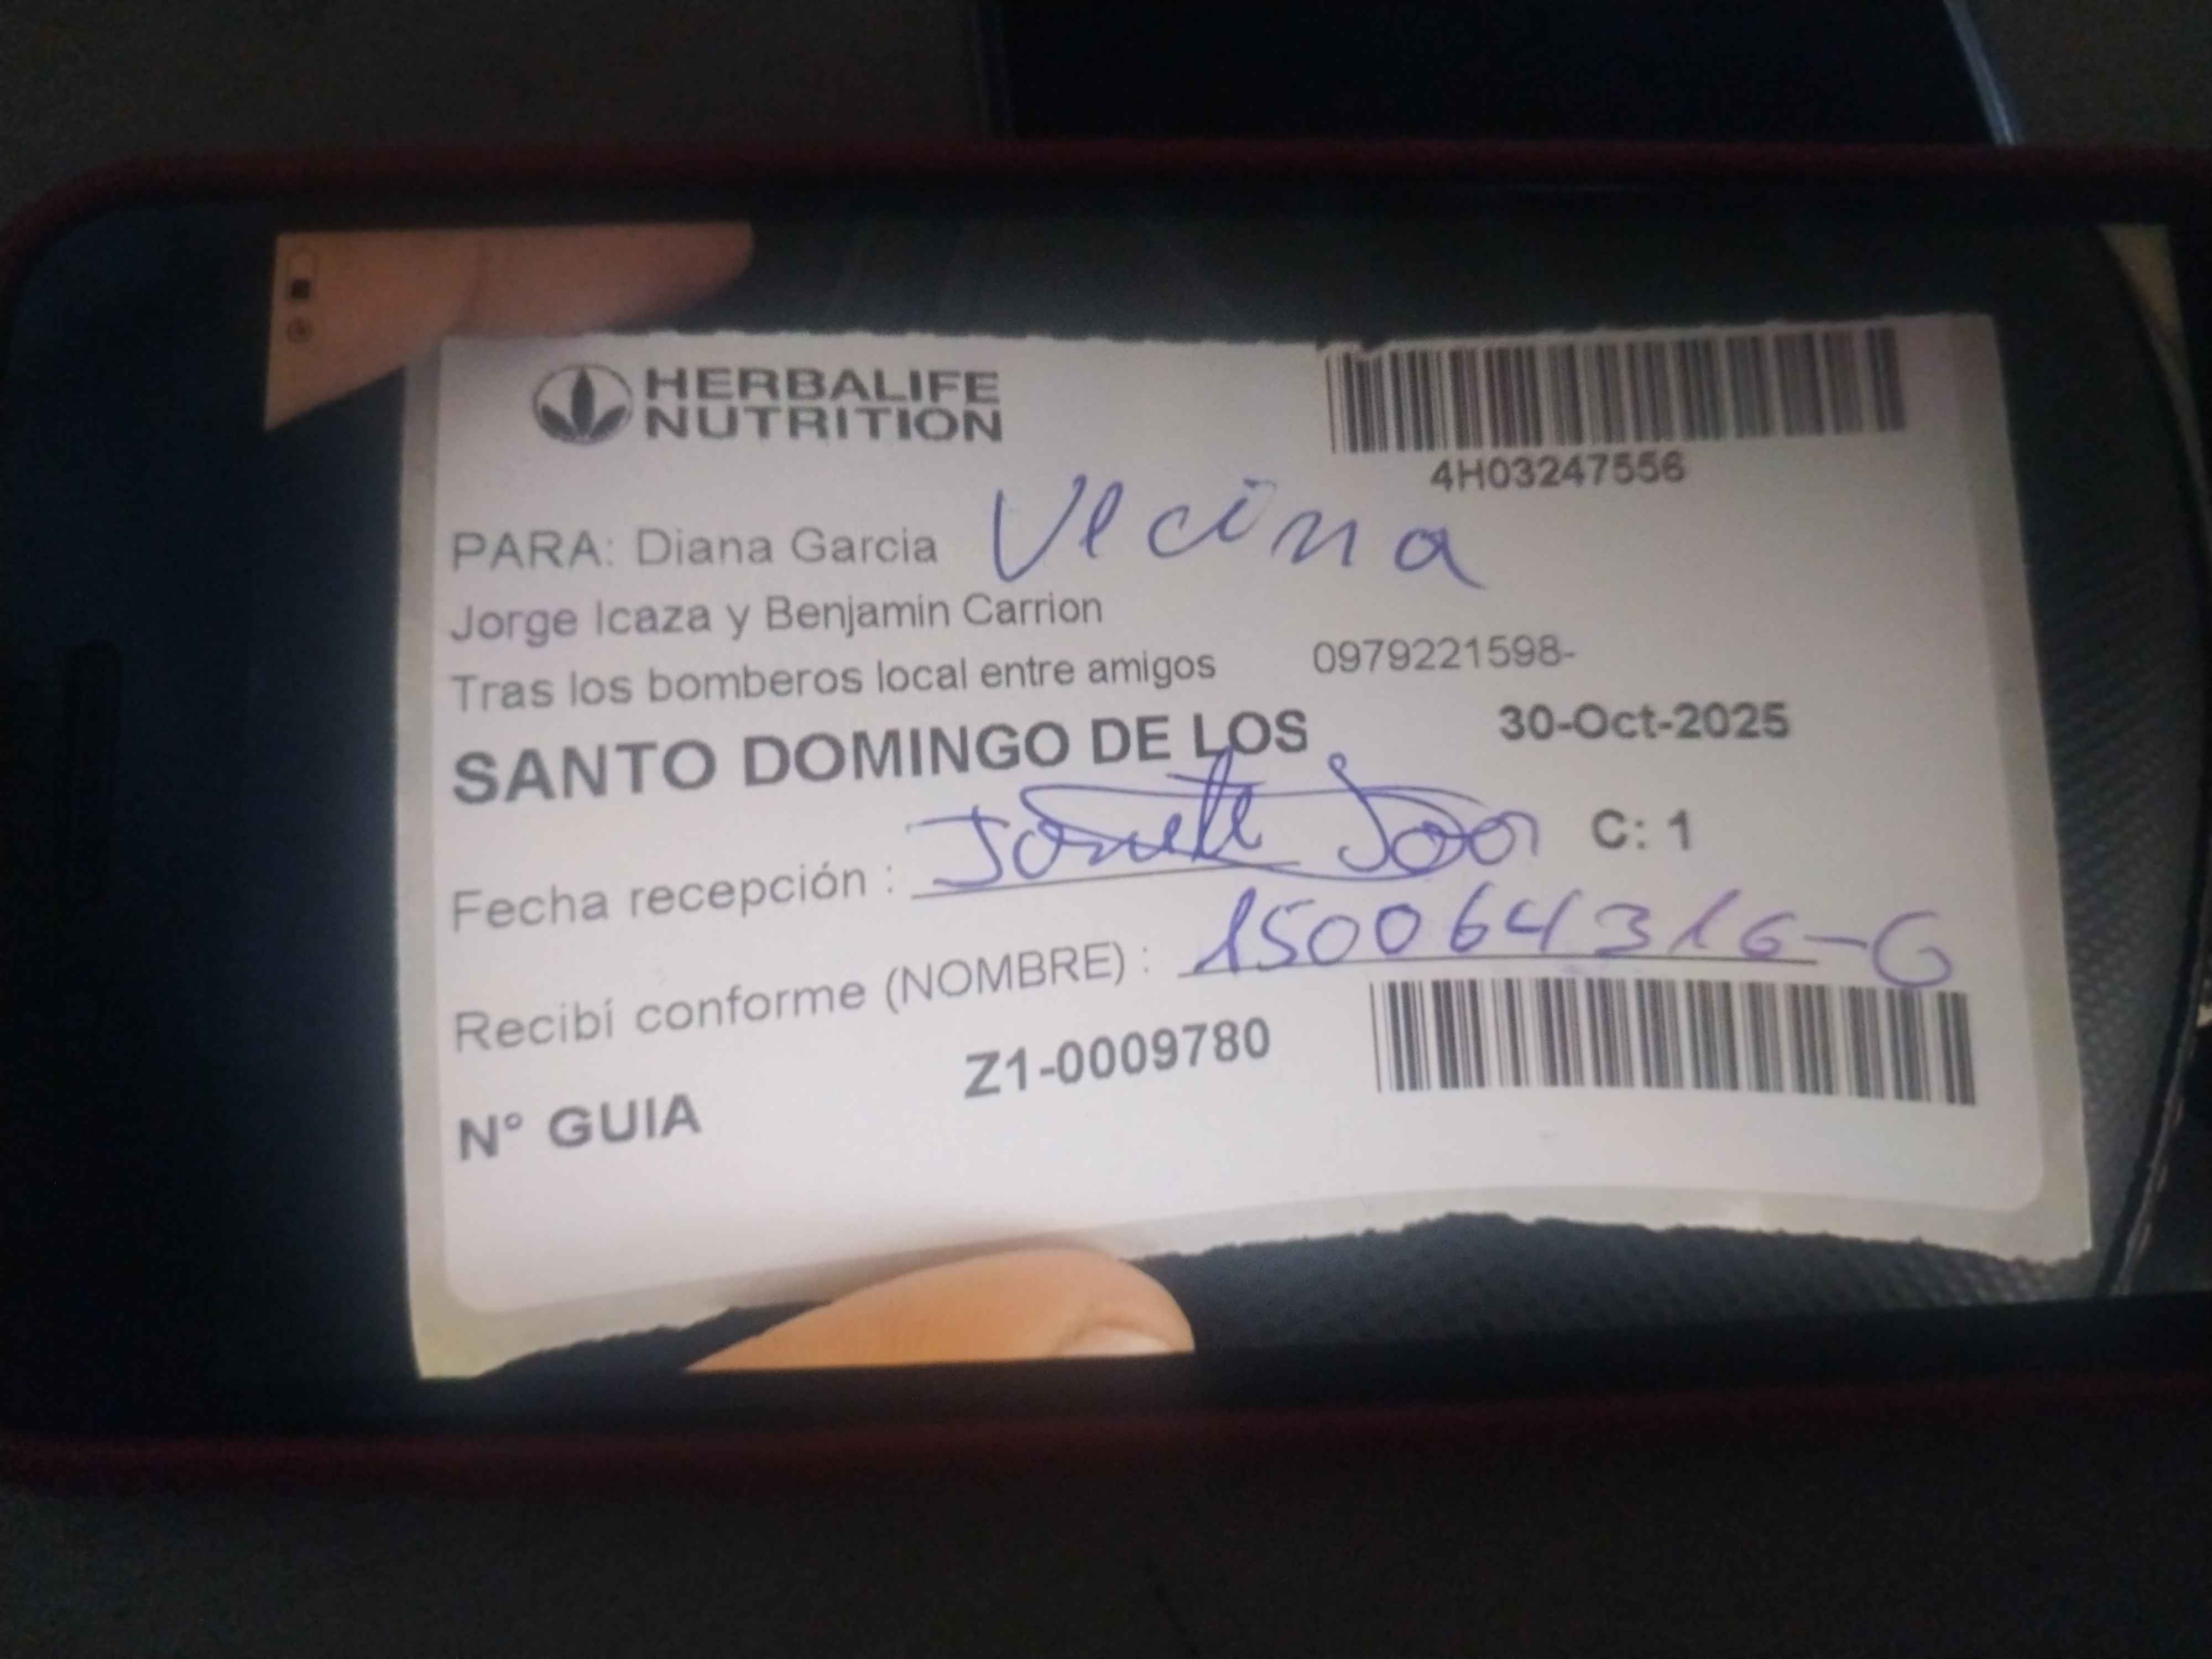 HERBALIFE
NUTRITION
4H03247556
PARA: Diana Garcia Vecina
Jorge Icaza y Benjamin Carrion
Tras los bomberos local entre amigos 0979221598-
SANTO DOMINGO DE LOS 30-Oct-2025
C: 1
Fecha recepción :
Recibí conforme (NOMBRE) : 150064316-6
N° GUIA Z1-0009780